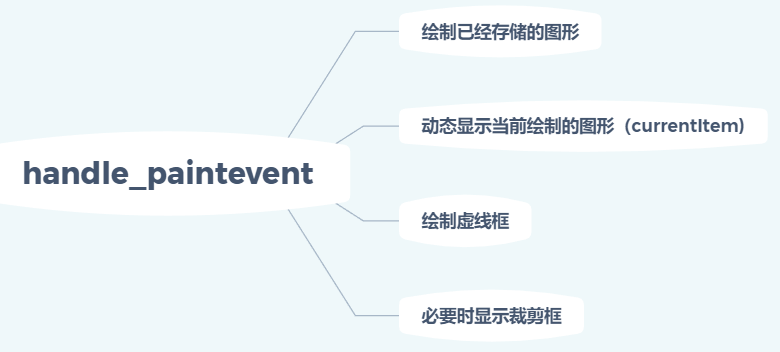 handle_paintevent
绘制已经存储的图形
动态显示当前绘制的图形（currentItem)
绘制虚线框
必要时显示裁剪框